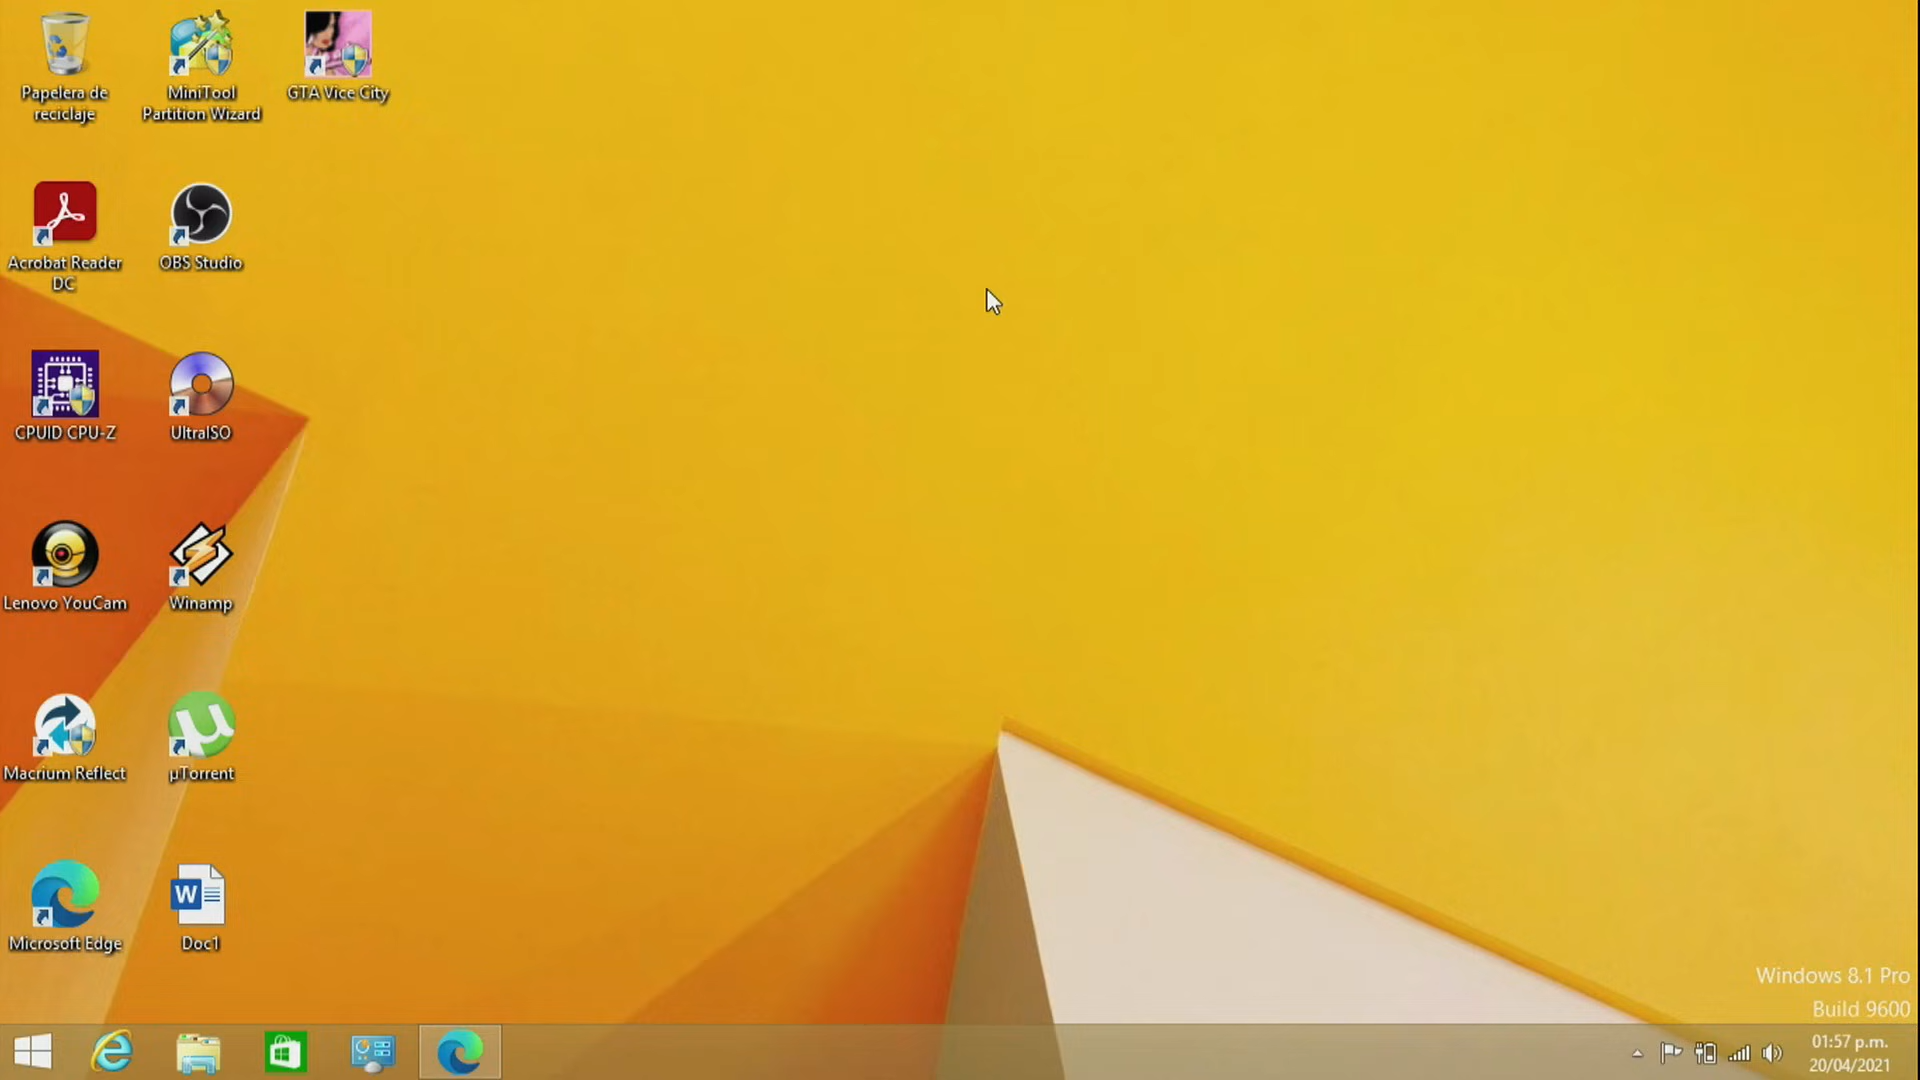 Papelera de
reciclaje
MiniTool
Partition Wizard
GTA Vice City
Acrobat Reader
DC
OBS Studio
CPUID CPU-Z
UltraISO
Lenovo YouCam
Winamp
Macrium Reflect
µTorrent
Microsoft Edge
W
Doc1
Windows 8.1 Pro
Build 9600
01:57 p.m.
20/04/2021